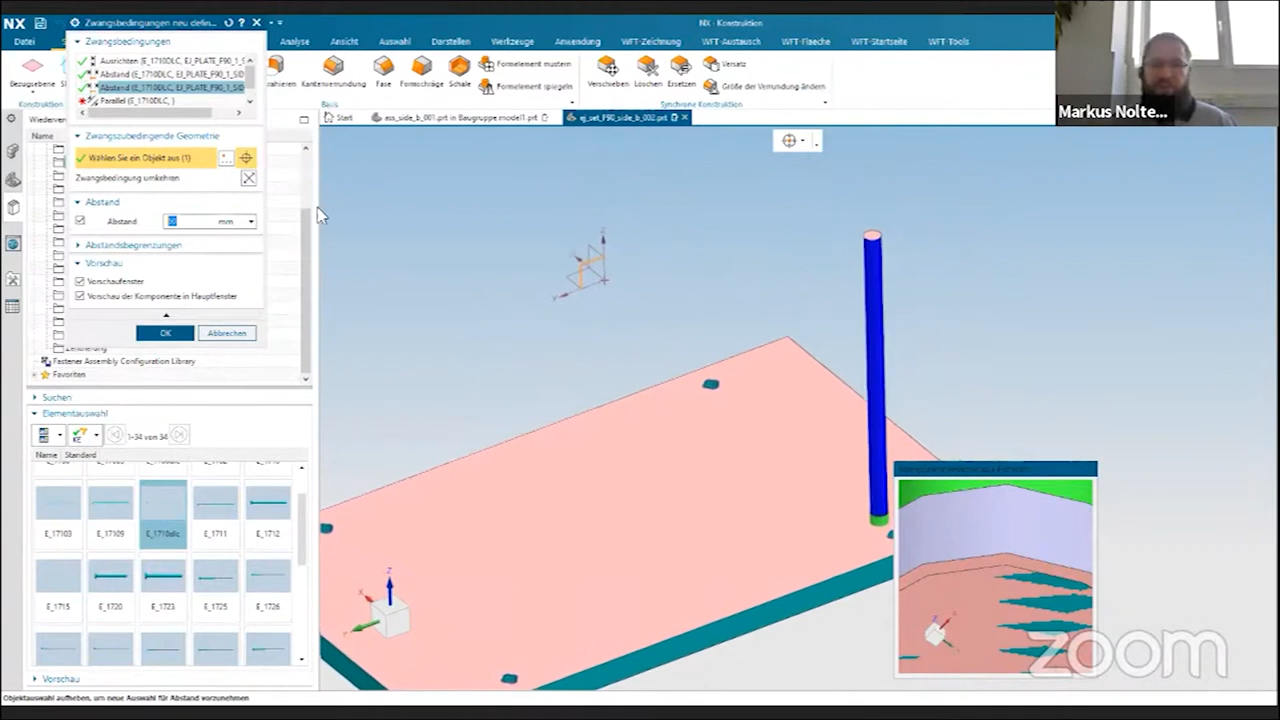 NX
Zwangsbedingungen neu defin...
NX - Konstruktion
Datei
Analyse
Ansicht
Auswahl
Darstellen
Werkzeuge
Anwendung
WFT-Zeichnung
WFT-Austausch
WFT-Flaeche
WFT-Startseite
WFT-Tools
Zwangsbedingungen
Ausrichten (E_1710DLC, EJ_PLATE_F90_1_S
Abstand (E_1710DLC, EJ_PLATE_F90_1_SID
Abstand (E_1710DLC, EJ_PLATE_F90_1_SID
Parallel (E_1710DLC, )
Bezugsebene
Konstruktion
Kantenverrundung
Fase
Formschräge
Schale
Formelement mustern
Formelement spiegeln
Basis
Verschieben
Löschen
Ersetzen
Versatz
Größe der Verrundung ändern
Synchrone Konstruktion
Start
ass_side_b_001.prt in Baugruppe model1.prt
ej_set_F90_side_b_002.prt
Wiederverwen
Name
Zwangszubedingende Geometrie
Wählen Sie ein Objekt aus (1)
Zwangsbedingung umkehren
Abstand
Abstand
mm
Abstandsbegrenzungen
Vorschau
Vorschaufenster
Vorschau der Komponente in Hauptfenster
OK
Abbrechen
Zentrierung
Fastener Assembly Configuration Library
Favoriten
Suchen
Elementauswahl
KE
1-34 von 34
Name Standard
E_17103
E_17109
E_1710dlc
E_1711
E_1712
E_1715
E_1720
E_1723
E_1725
E_1726
Vorschau
Objektauswahl aufheben, um neue Auswahl für Abstand vorzunehmen
Markus Nolte...
zoom